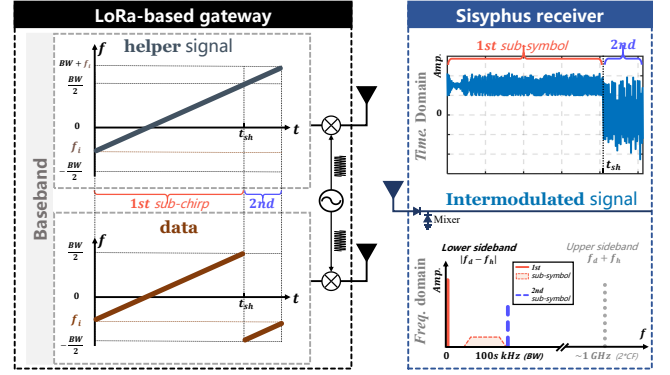 LoRa-based gateway
Baseband
helper signal
f
BW + f_i
BW/2
0
f_i
-BW/2
t_sh
t
1st sub-chirp
2nd
data
f
BW/2
0
f_i
-BW/2
t_sh
t
Sisyphus receiver
Time. Domain
Amp.
0
1st sub-symbol
2nd
t_sh
Intermodulated signal
Mixer
Freq. domain
Amp.
Lower sideband
|f_d − f_h|
1st
sub-symbol
2nd
sub-symbol
Upper sideband
f_d + f_h
f
0
100s kHz (BW)
~1 GHz (2*CF)